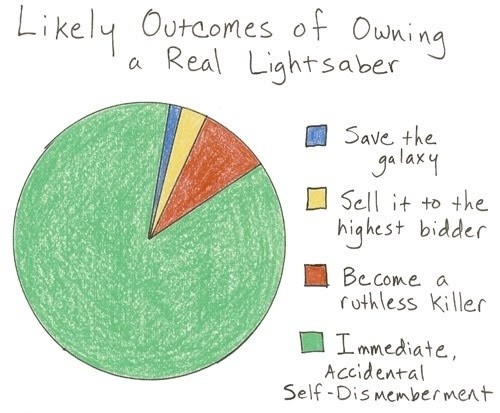 Likely Outcomes of Owning
a Real Lightsaber
Save the
galaxy
Sell it to the
highest bidder
Become a
ruthless killer
Immediate,
Accidental
Self-Dismemberment